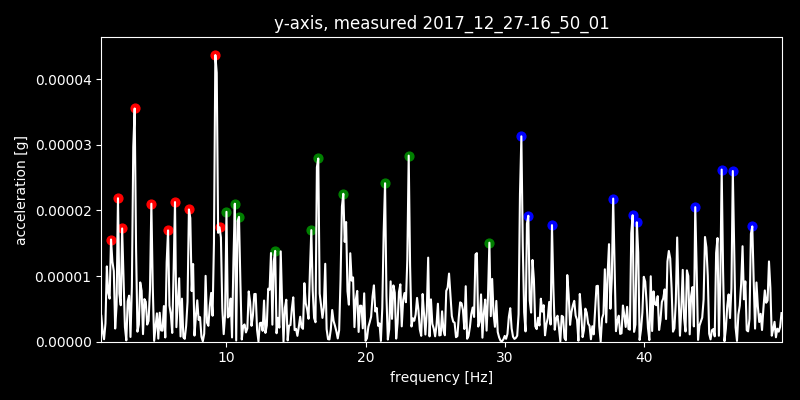 y-axis, measured 2017_12_27-16_50_01
acceleration [g]
0.00004
0.00003
0.00002
0.00001
0.00000
10 20 30 40
frequency [Hz]